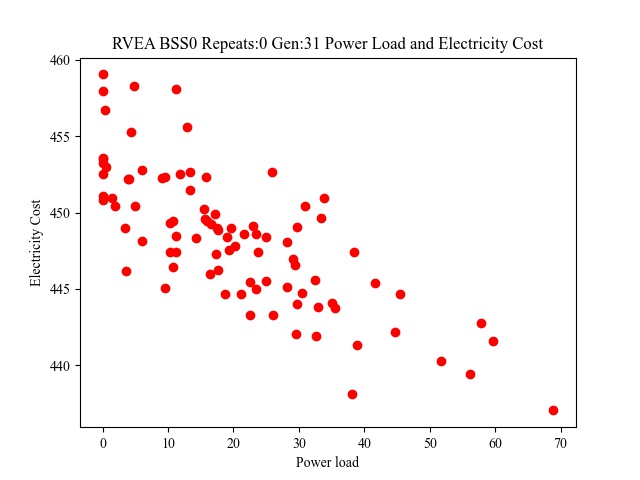 RVEA BSS0 Repeats:0 Gen:31 Power Load and Electricity Cost
460
455
450
445
440
Electricity Cost
0 10 20 30 40 50 60 70
Power load